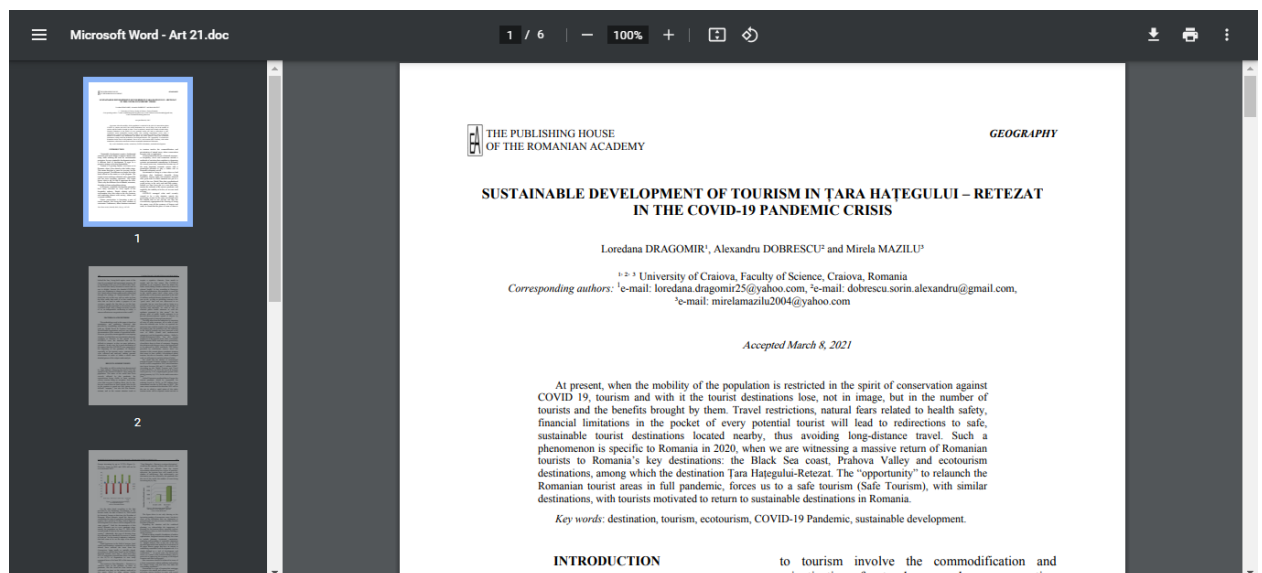 Microsoft Word - Art 21.doc
1 / 6
100%
1
2
THE PUBLISHING HOUSE
OF THE ROMANIAN ACADEMY
GEOGRAPHY
SUSTAINABLE DEVELOPMENT OF TOURISM IN ȚARA HAȚEGULUI – RETEZAT
IN THE COVID-19 PANDEMIC CRISIS
Loredana DRAGOMIR¹, Alexandru DOBRESCU² and Mirela MAZILU³
¹· ²· ³ University of Craiova, Faculty of Science, Craiova, Romania
Corresponding authors: ¹e-mail: loredana.dragomir25@yahoo.com, ²e-mail: dobrescu.sorin.alexandru@gmail.com,
³e-mail: mirelamazilu2004@yahoo.com
Accepted March 8, 2021
At present, when the mobility of the population is restricted in the spirit of conservation against
COVID 19, tourism and with it the tourist destinations lose, not in image, but in the number of
tourists and the benefits brought by them. Travel restrictions, natural fears related to health safety,
financial limitations in the pocket of every potential tourist will lead to redirections to safe,
sustainable tourist destinations located nearby, thus avoiding long-distance travel. Such a
phenomenon is specific to Romania in 2020, when we are witnessing a massive return of Romanian
tourists to Romania's key destinations: the Black Sea coast, Prahova Valley and ecotourism
destinations, among which the destination Țara Hațegului-Retezat. The “opportunity” to relaunch the
Romanian tourist areas in full pandemic, forces us to a safe tourism (Safe Tourism), with similar
destinations, with tourists motivated to return to sustainable destinations in Romania.
Key words: destination, tourism, ecotourism, COVID-19 Pandemic, sustainable development.
INTRODUCTION
to tourism involve the commodification and